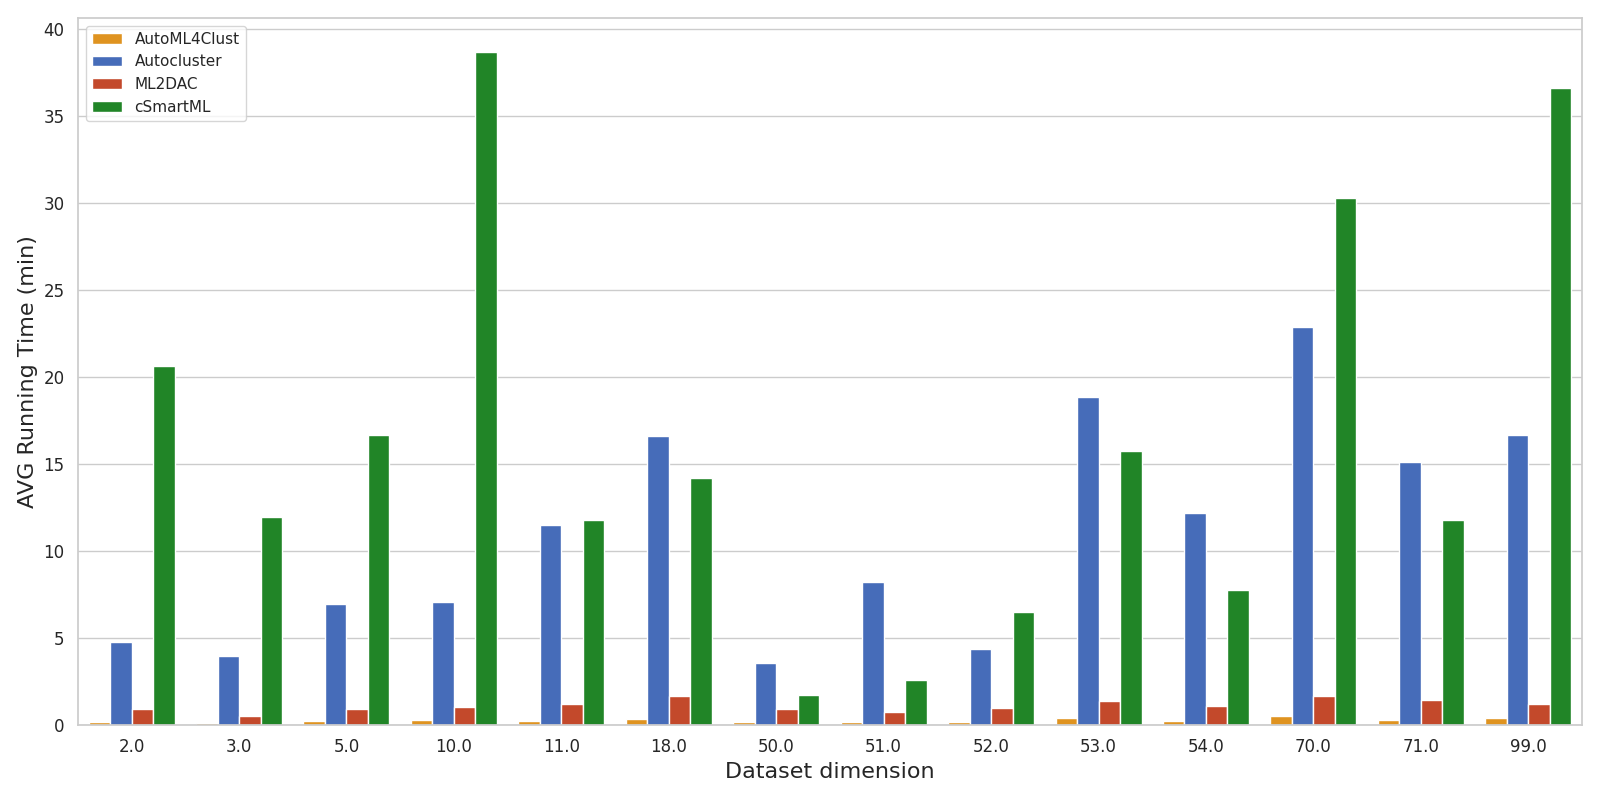 AutoML4Clust
Autocluster
ML2DAC
cSmartML
AVG Running Time (min)
40
35
30
25
20
15
10
5
0
2.0 3.0 5.0 10.0 11.0 18.0 50.0 51.0 52.0 53.0 54.0 70.0 71.0 99.0
Dataset dimension